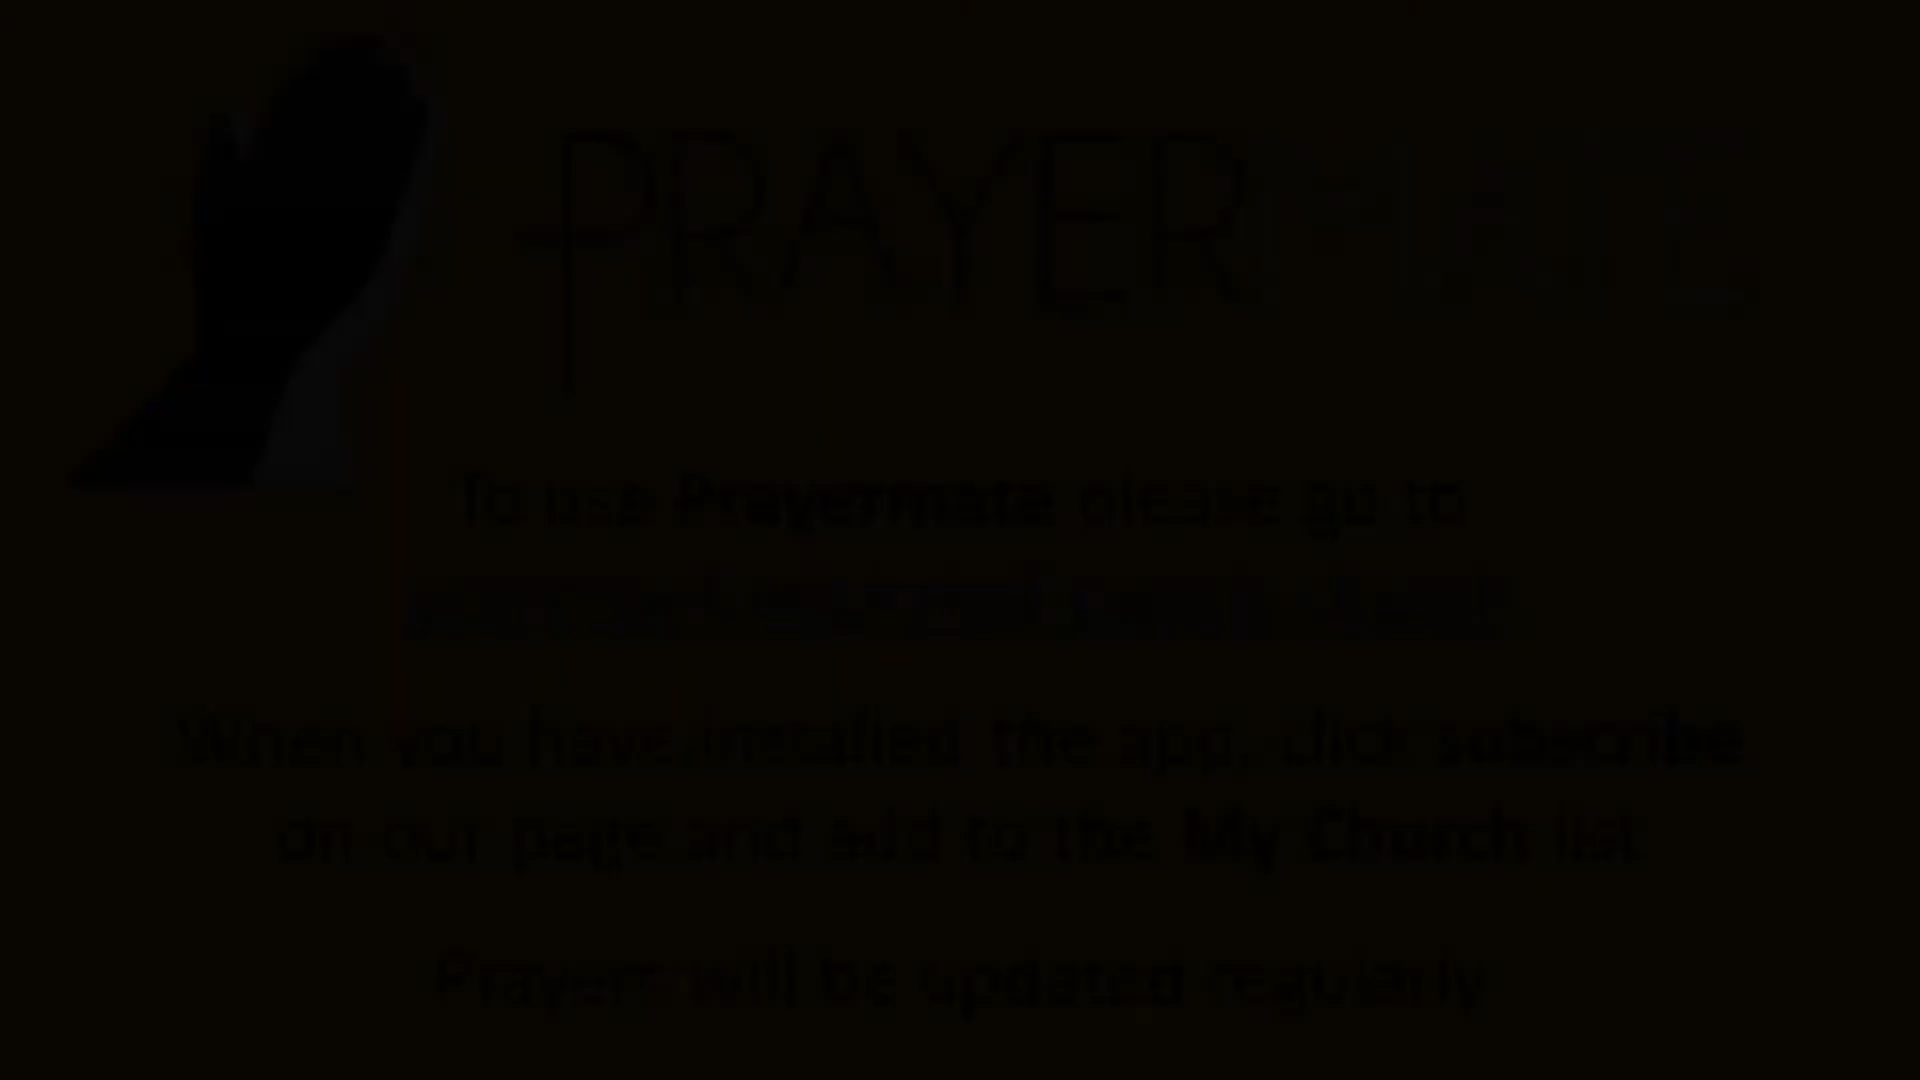 PRAYER
To use Prayermate please go to
When you have installed the app, click subscribe
on our page and add to the My Church list
Prayers will be updated regularly